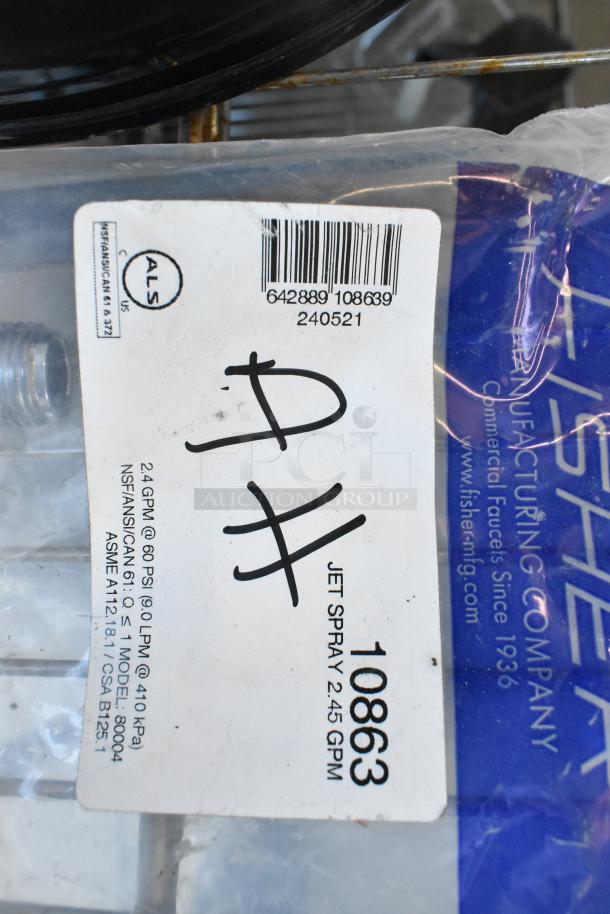 642889 108639
240521
ALS
C
US
NSF/ANSI/CAN 61 & 372
A H
10863
JET SPRAY 2.45 GPM
2.4 GPM @ 60 PSI (9.0 LPM @ 410 kPa)
NSF/ANSI/CAN 61: Q ≤ 1 MODEL: 80004
ASME A112.18.1 / CSA B125.1
FISHER
MANUFACTURING COMPANY
Commercial Faucets Since 1936
www.fisher-mfg.com
PCI
AUCTION GROUP